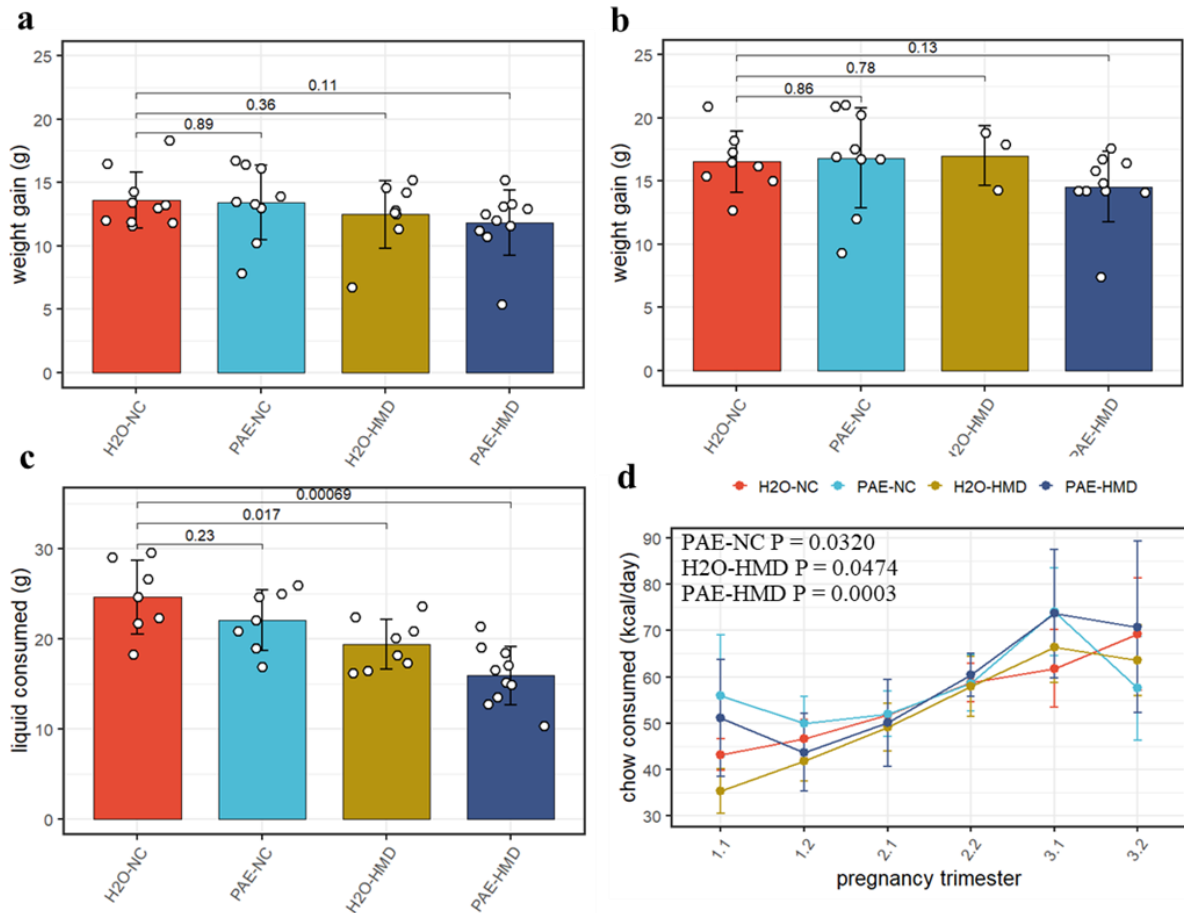 a
25
20
15
10
5
0
weight gain (g)
0.11
0.36
0.89
H2O-NC
PAE-NC
H2O-HMD
PAE-HMD
b
25
20
15
10
5
0
weight gain (g)
0.13
0.78
0.86
H2O-NC
PAE-NC
H2O-HMD
PAE-HMD
c
30
20
10
0
liquid consumed (g)
0.00069
0.017
0.23
H2O-NC
PAE-NC
H2O-HMD
PAE-HMD
d
H2O-NC PAE-NC H2O-HMD PAE-HMD
PAE-NC P = 0.0320
H2O-HMD P = 0.0474
PAE-HMD P = 0.0003
90
80
70
60
50
40
30
chow consumed (kcal/day)
1.1
1.2
2.1
2.2
3.1
3.2
pregnancy trimester